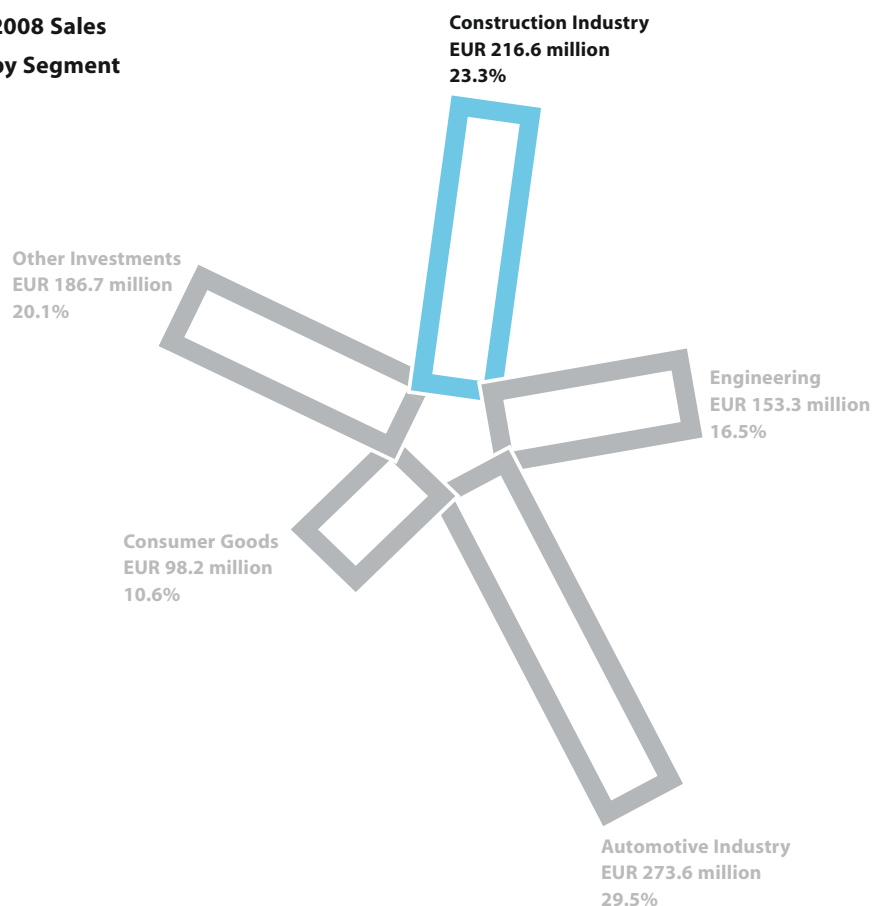 2008 Sales
by Segment
Construction Industry
EUR 216.6 million
23.3%
Other Investments
EUR 186.7 million
20.1%
Engineering
EUR 153.3 million
16.5%
Consumer Goods
EUR 98.2 million
10.6%
Automotive Industry
EUR 273.6 million
29.5%